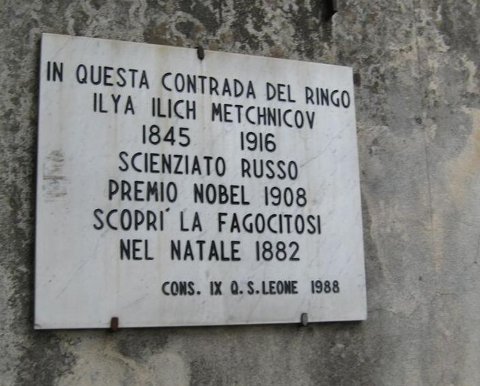 IN QUESTA CONTRADA DEL RINGO
ILYA ILICH METCHNICOV
1845 1916
SCIENZIATO RUSSO
PREMIO NOBEL 1908
SCOPRÌ LA FAGOCITOSI
NEL NATALE 1882
CONS. IX Q.S.LEONE 1988